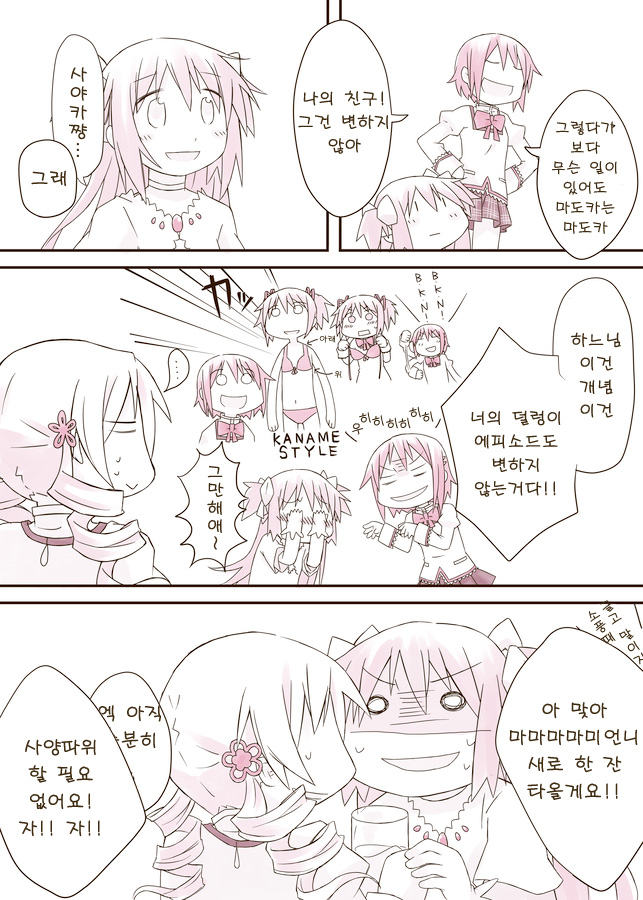 그렇다가
보다
무슨 일이
있어도
마도카는
마도카
나의 친구!
그건 변하지
않아
사야카쨩…
그래
하느님
이건
개념
이건
너의 덜렁이
에피소드도
변하지
않는거다!!
우히히히히히히
BKN!
BKN!
ガッ
아래
위
KANAME
STYLE
그만해애~
……
소풍 때
말이지
아 맞아
마마마마미언니
새로 한 잔
타올게요!!
엑 아직
사양따위
할 필요
없어요!
자!! 자!!